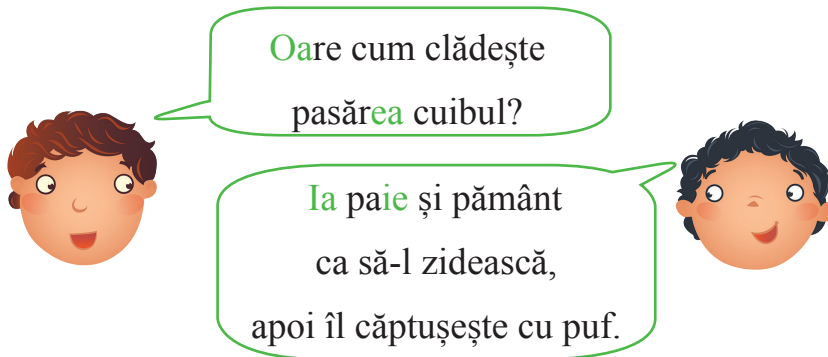 Oare cum clădește
pasărea cuibul?
Ia paie și pământ
ca să-l zidească,
apoi îl căptușește cu puf.